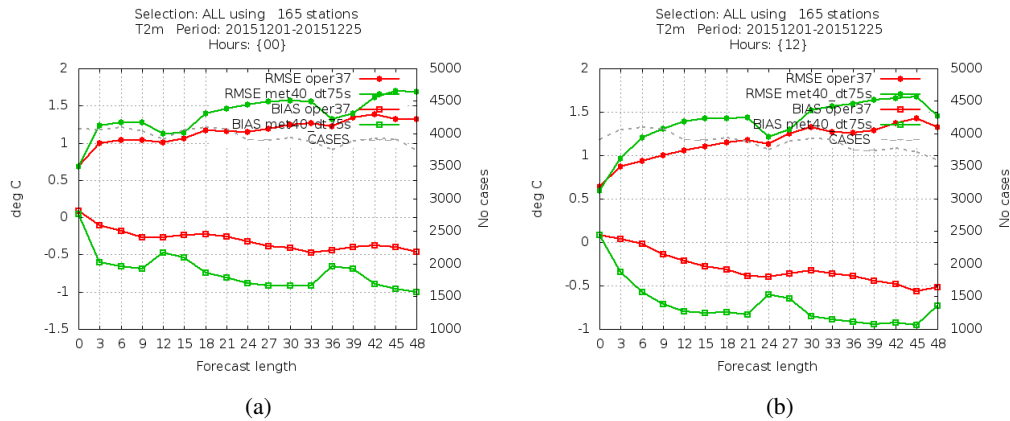 Selection: ALL using   165 stations
T2m   Period: 20151201-20151225
Hours: {00}
RMSE oper37
RMSE met40_dt75s
BIAS oper37
BIAS met40_dt75s
CASES
deg C
No cases
2
1.5
1
0.5
0
-0.5
-1
-1.5
5000
4500
4000
3500
3000
2500
2000
1500
1000
0 3 6 9 12 15 18 21 24 27 30 33 36 39 42 45 48
Forecast length
(a)
Selection: ALL using   165 stations
T2m   Period: 20151201-20151225
Hours: {12}
RMSE oper37
RMSE met40_dt75s
BIAS oper37
BIAS met40_dt75s
CASES
deg C
No cases
2
1.5
1
0.5
0
-0.5
-1
5000
4500
4000
3500
3000
2500
2000
1500
1000
0 3 6 9 12 15 18 21 24 27 30 33 36 39 42 45 48
Forecast length
(b)